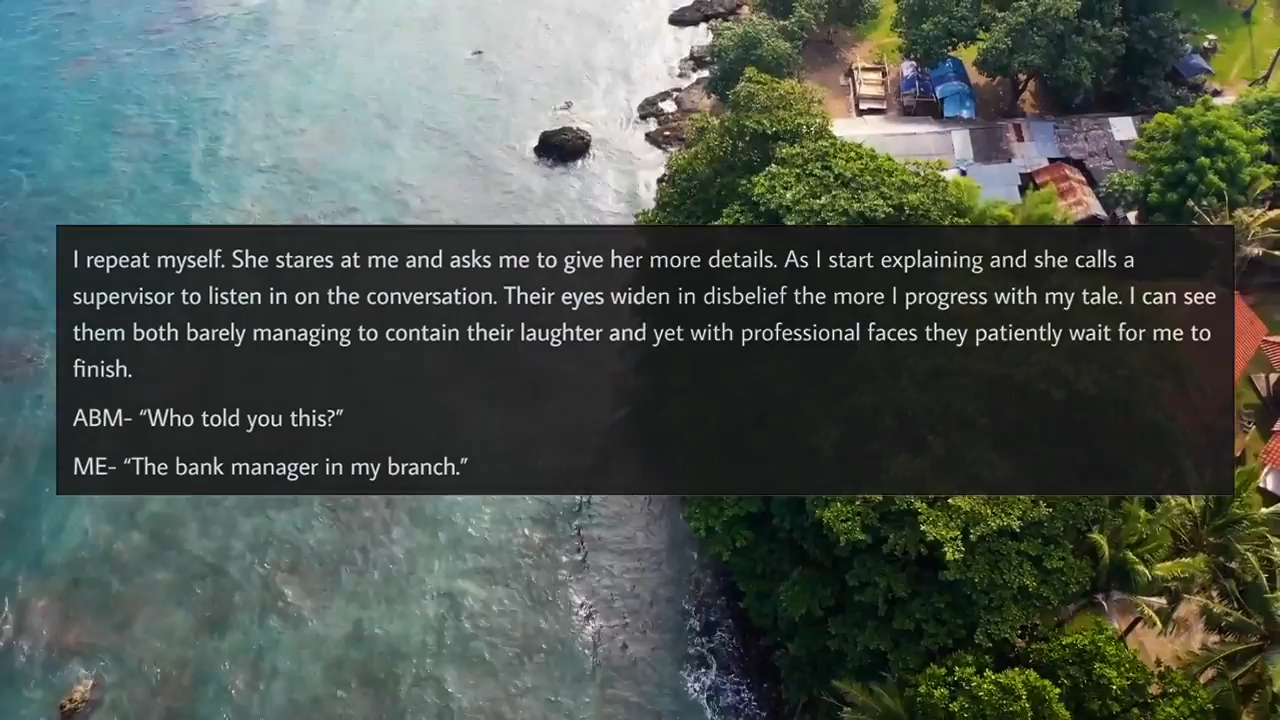 I repeat myself. She stares at me and asks me to give her more details. As I start explaining and she calls a
supervisor to listen in on the conversation. Their eyes widen in disbelief the more I progress with my tale. I can see
them both barely managing to contain their laughter and yet with professional faces they patiently wait for me to
finish.
ABM- “Who told you this?”
ME- “The bank manager in my branch.”